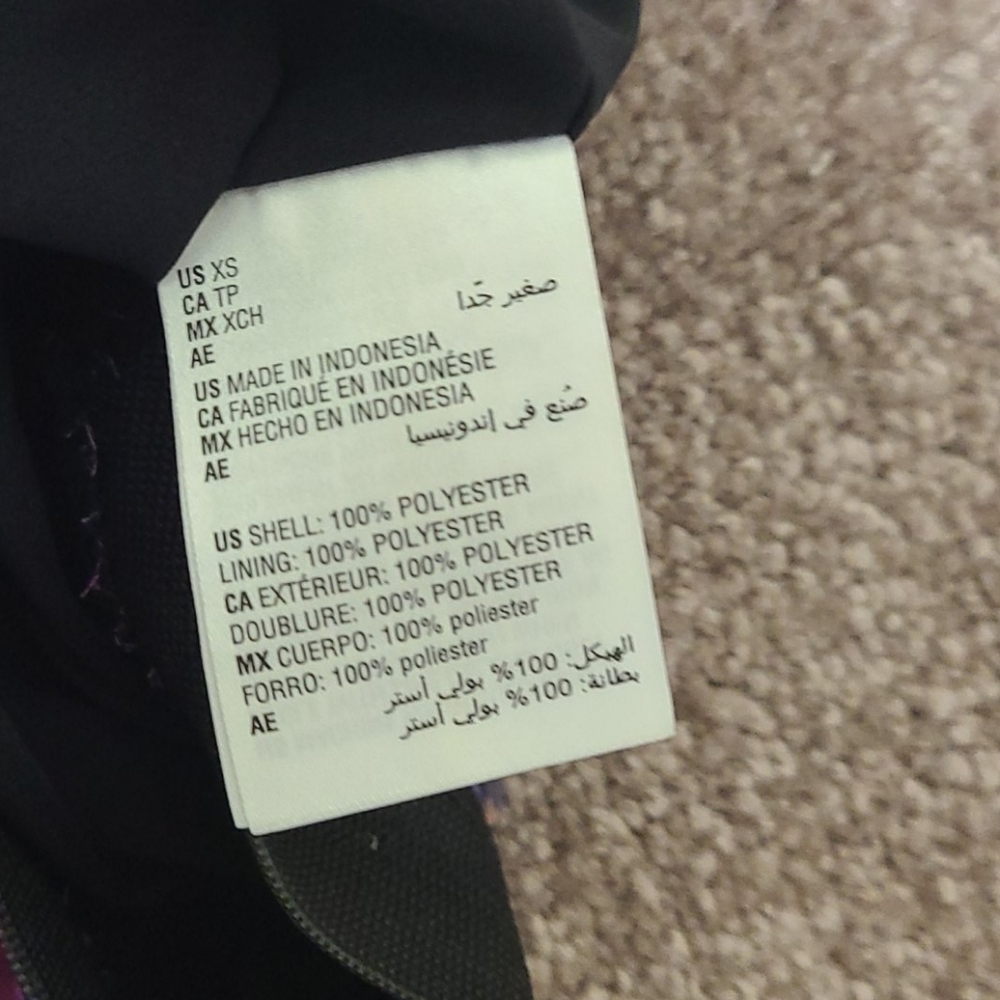 US XS
CA TP
MX XCH
AE صغير جّدا
US MADE IN INDONESIA
CA FABRIQUÉ EN INDONÉSIE
MX HECHO EN INDONESIA
AE صُنع في إندونيسيا
US SHELL: 100% POLYESTER
LINING: 100% POLYESTER
CA EXTÉRIEUR: 100% POLYESTER
DOUBLURE: 100% POLYESTER
MX CUERPO: 100% poliester
FORRO: 100% poliester
AE الهيكل: 100% بولي أستر
بطانة: 100% بولي أستر